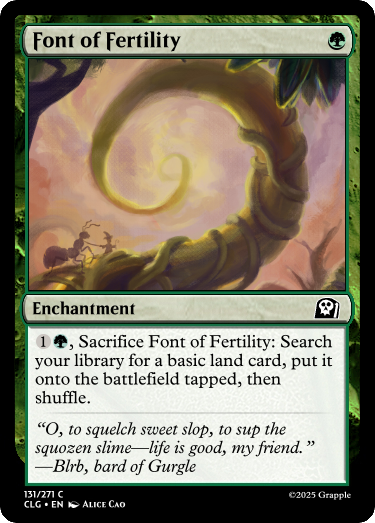 Font of Fertility
Enchantment
1, Sacrifice Font of Fertility: Search
your library for a basic land card, put it
onto the battlefield tapped, then
shuffle.
“O, to squelch sweet slop, to sup the
squozen slime—life is good, my friend.”
—Blrb, bard of Gurgle
131/271 C
CLG • EN Alice Cao
©2025 Grapple